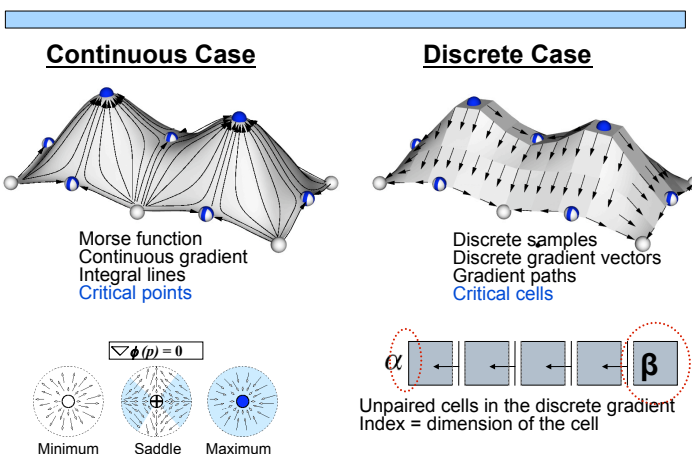 Continuous Case
Discrete Case
Morse function
Continuous gradient
Integral lines
Critical points
Discrete samples
Discrete gradient vectors
Gradient paths
Critical cells
▽ϕ(p) = 0
Minimum
Saddle
Maximum
α
β
Unpaired cells in the discrete gradient
Index = dimension of the cell